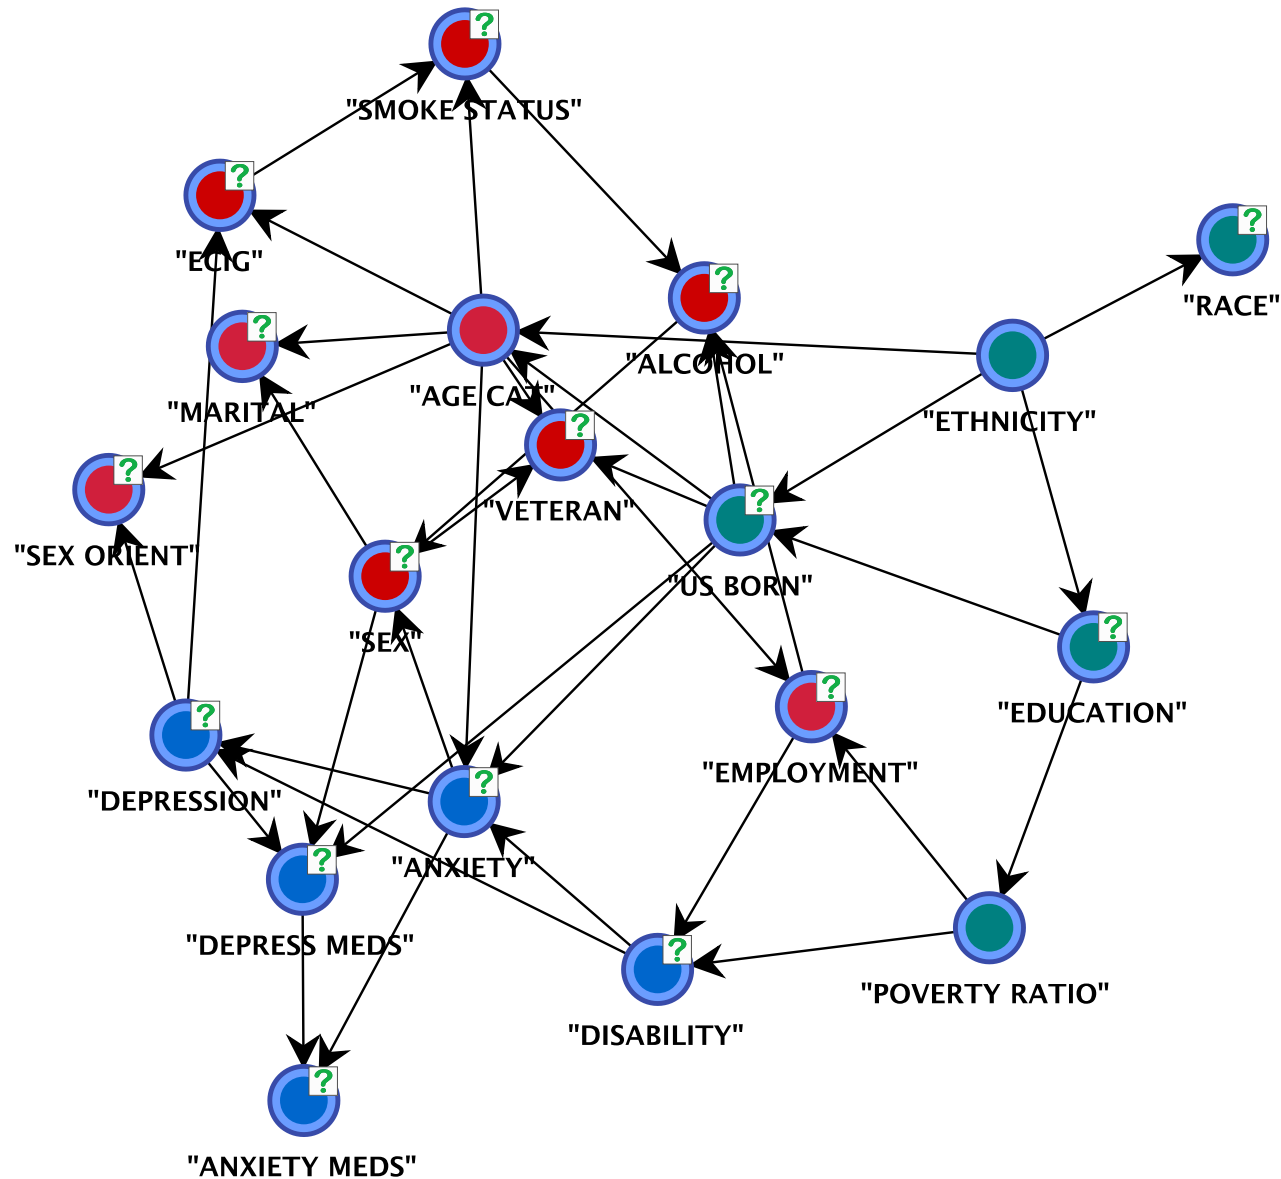 ?
"SMOKE STATUS"
?
"ECIG"
?
"RACE"
?
"ALCOHOL"
?
"MARITAL"
"AGE CAT"
"ETHNICITY"
?
"VETERAN"
?
"SEX ORIENT"
?
"US BORN"
?
"SEX"
?
"EDUCATION"
?
"EMPLOYMENT"
?
"DEPRESSION"
?
"ANXIETY"
?
"DEPRESS MEDS"
"POVERTY RATIO"
?
"DISABILITY"
?
"ANXIETY MEDS"